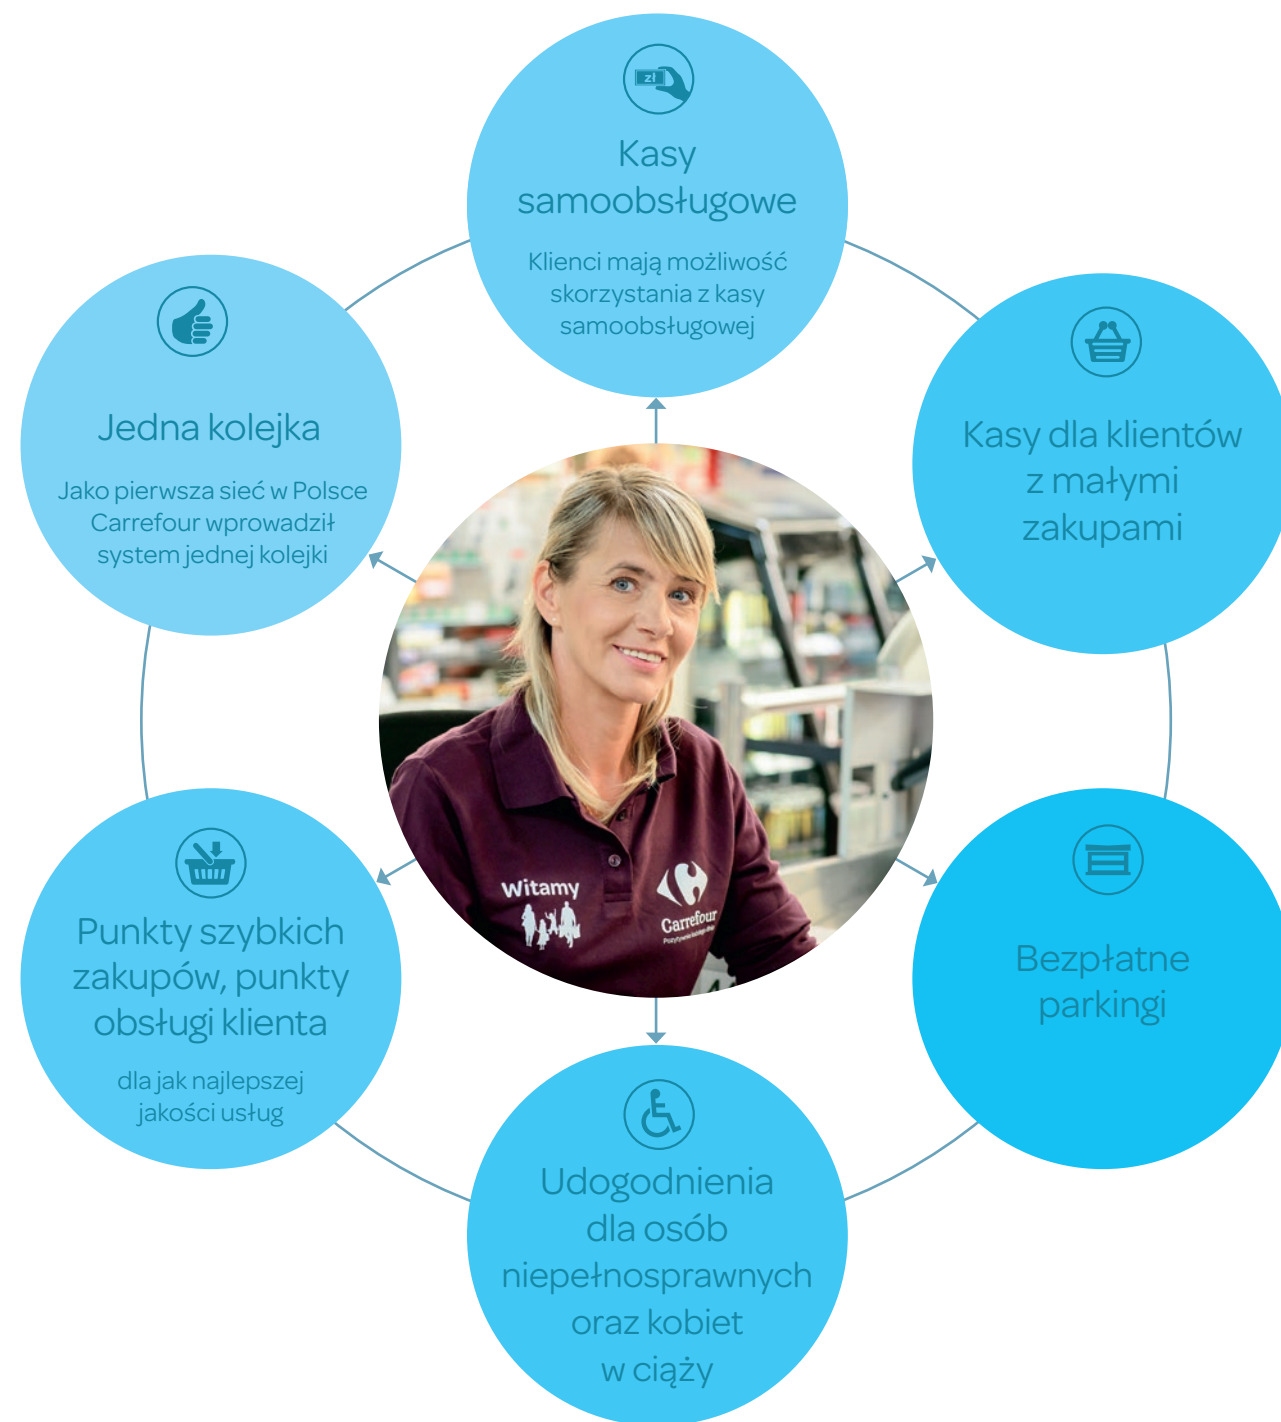 zł
Kasy
samoobsługowe
Klienci mają możliwość
skorzystania z kasy
samoobsługowej
Jedna kolejka
Jako pierwsza sieć w Polsce
Carrefour wprowadził
system jednej kolejki
Kasy dla klientów
z małymi
zakupami
Witamy
Carrefour
Punkty szybkich
zakupów, punkty
obsługi klienta
dla jak najlepszej
jakości usług
Bezpłatne
parkingi
Udogodnienia
dla osób
niepełnosprawnych
oraz kobiet
w ciąży